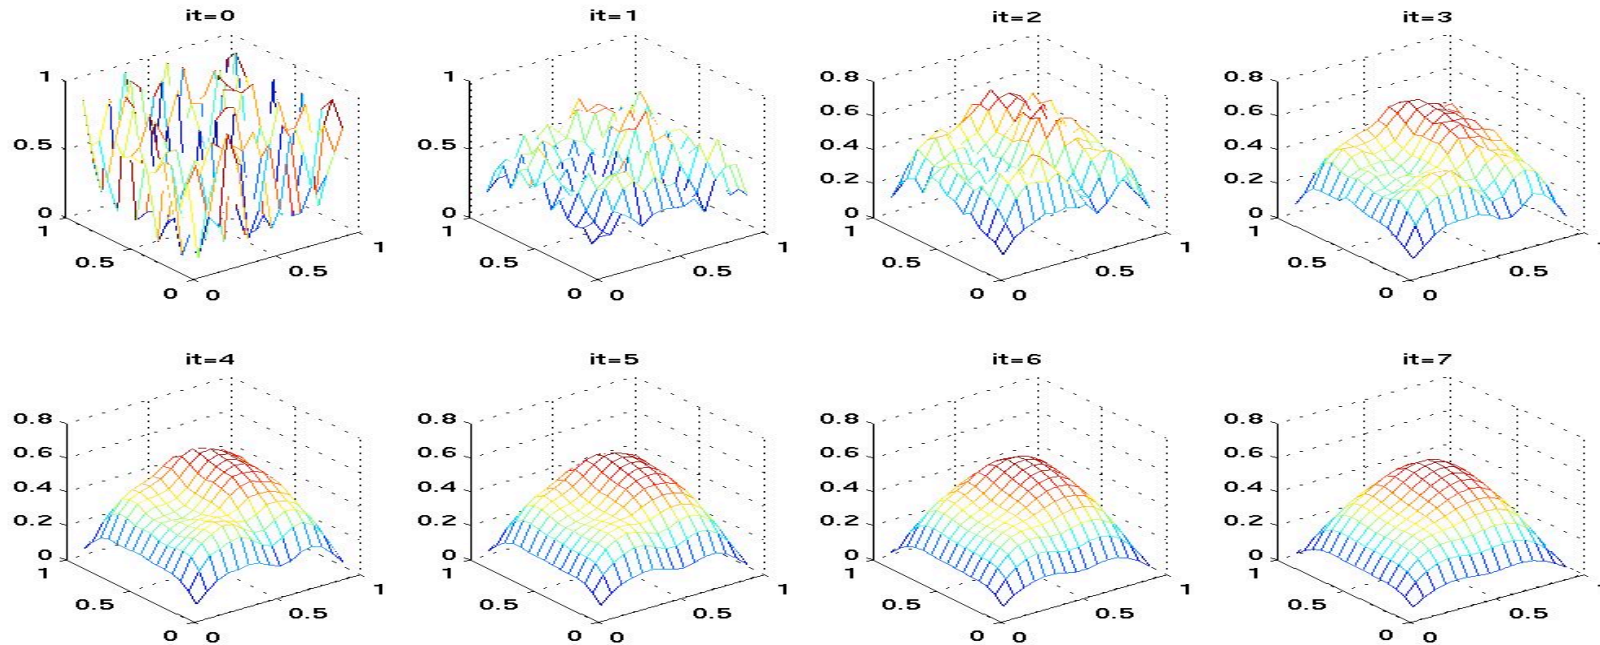 it=0 it=1 it=2 it=3
1 1 0.8 0.8
0.6 0.6
0.5 0.5 0.4 0.4
0.2 0.2
0 0 0 0
1 1 1 1 1 1 1
0.5 0.5 0.5 0.5 0.5 0.5 0.5 0.5
0 0 0 0 0 0 0 0
it=4 it=5 it=6 it=7
0.8 0.8 0.8 0.8
0.6 0.6 0.6 0.6
0.4 0.4 0.4 0.4
0.2 0.2 0.2 0.2
0 0 0 0
1 1 1 1 1 1 1
0.5 0.5 0.5 0.5 0.5 0.5 0.5 0.5
0 0 0 0 0 0 0 0